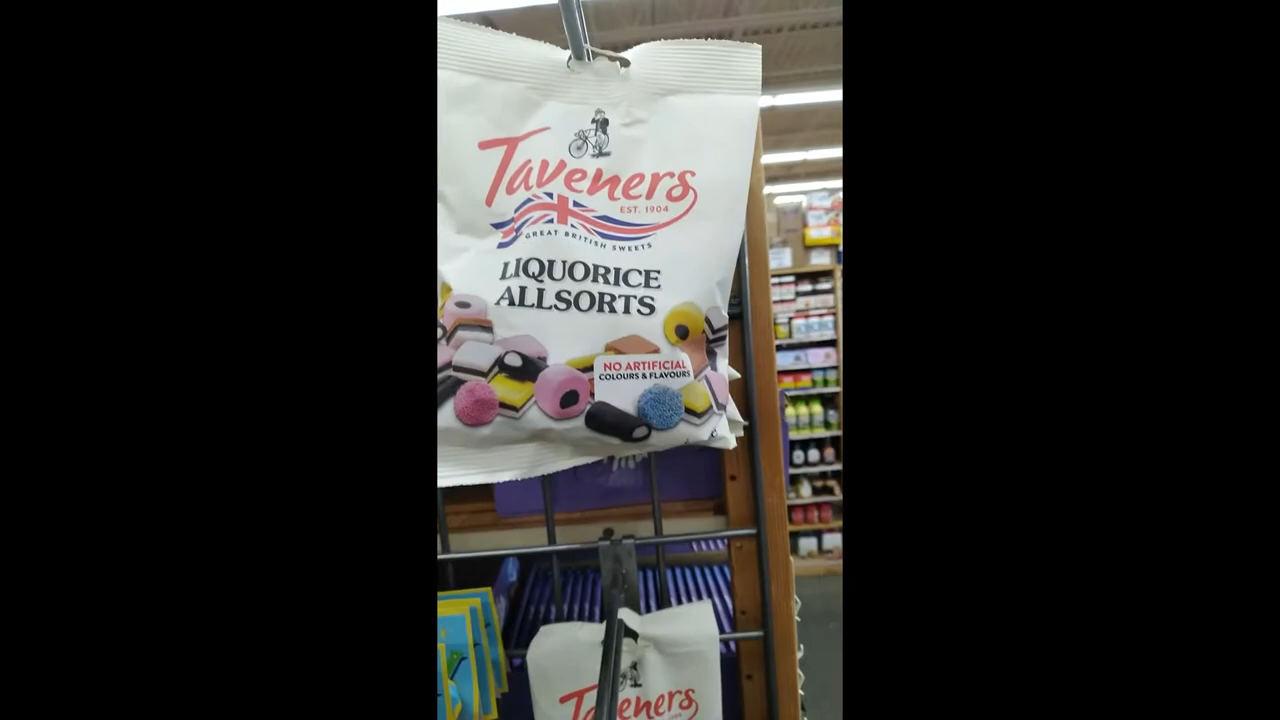 Taveners
EST. 1904
GREAT BRITISH SWEETS
LIQUORICE
ALLSORTS
NO ARTIFICIAL
COLOURS & FLAVOURS
Taveners